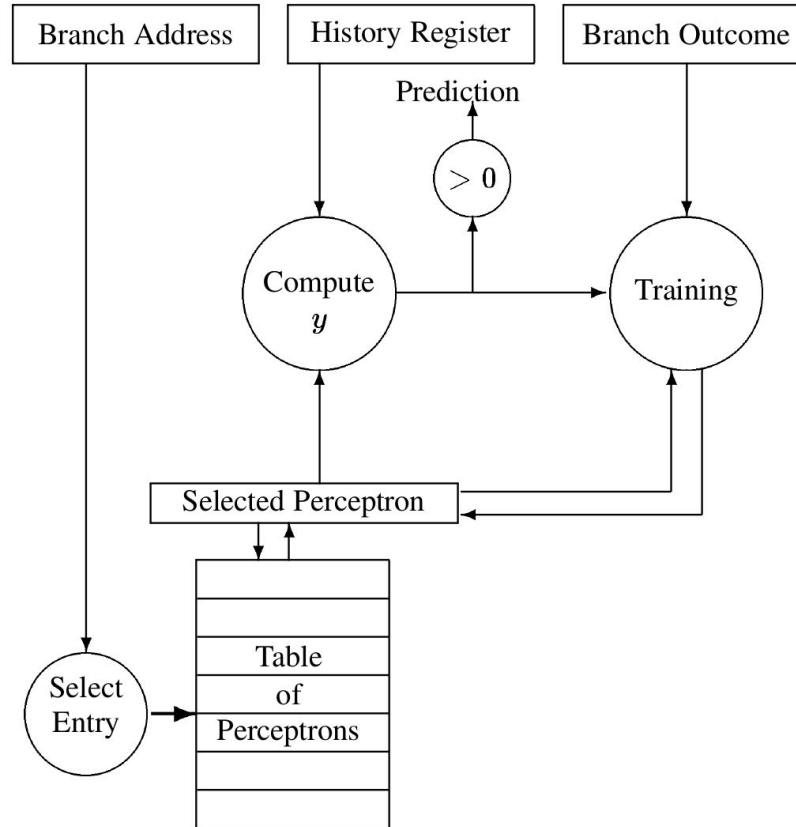 Branch Address
History Register
Branch Outcome
Prediction
> 0
Compute
y
Training
Selected Perceptron
Table
of
Perceptrons
Select
Entry